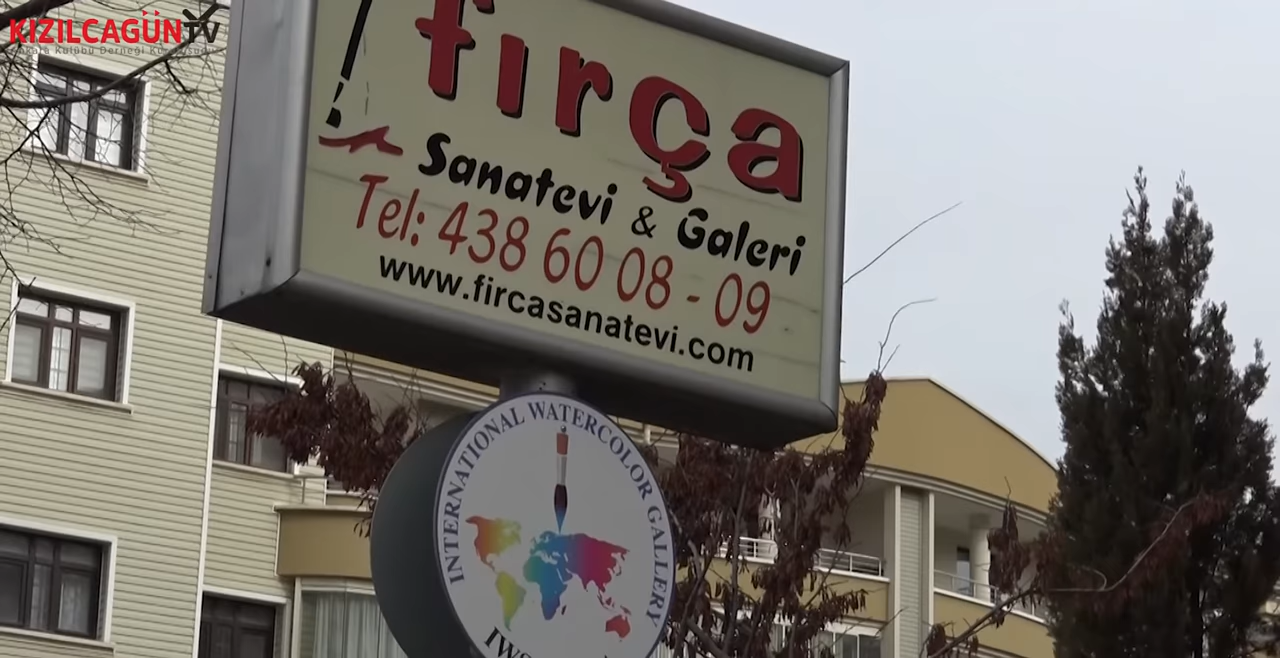 KIZILCAGÜN TV
fırça
Sanatevi & Galeri
Tel: 438 60 08 - 09
www.fircasanatevi.com
INTERNATIONAL WATERCOLOR GALLERY